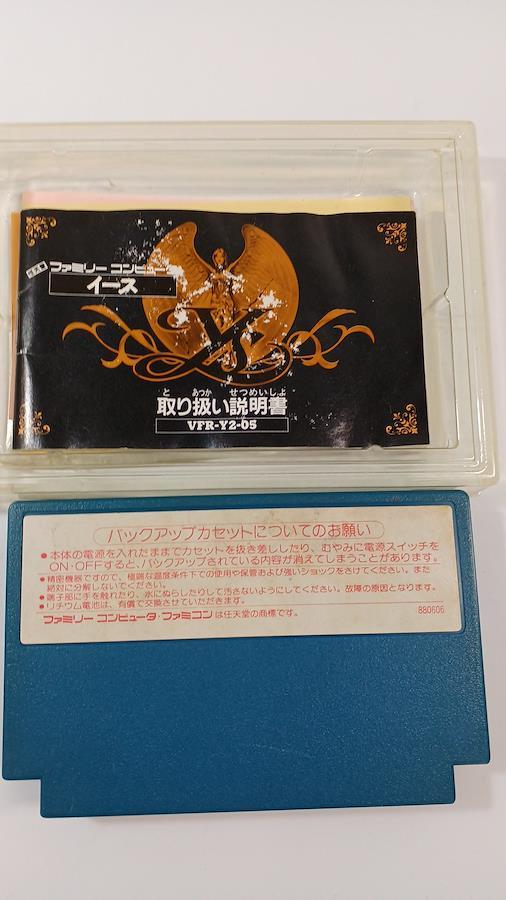 ファミリー コンピュータ
イース
Ys
と あつか せつめいしよ
取り扱い説明書
VFR-Y2-05
バックアップカセットについてのお願い
●本体の電源を入れたままでカセットを抜き差ししたり、むやみに電源スイッチを
ON・OFFすると、バックアップされている内容が消えてしまうことがあります。
●精密機器ですので、極端な温度条件下での使用や保管および強いショックをさけてください。また
絶対に分解しないでください。
●端子部に手を触れたり、水にぬらしたりして汚さないようにしてください。故障の原因となります。
●リチウム電池は、有償で交換させていただきます。
ファミリー コンピュータ・ファミコンは任天堂の商標です。
880606